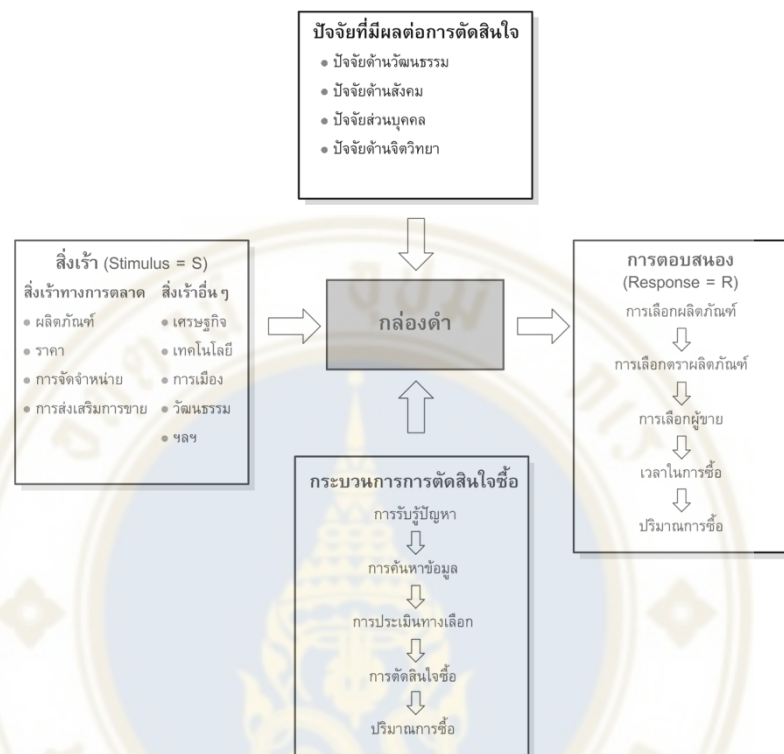 ปัจจัยที่มีผลต่อการตัดสินใจ
● ปัจจัยด้านวัฒนธรรม
● ปัจจัยด้านสังคม
● ปัจจัยส่วนบุคคล
● ปัจจัยด้านจิตวิทยา
สิ่งเร้า (Stimulus = S)
สิ่งเร้าทางการตลาด สิ่งเร้าอื่น ๆ
● ผลิตภัณฑ์ ● เศรษฐกิจ
● ราคา ● เทคโนโลยี
● การจัดจำหน่าย ● การเมือง
● การส่งเสริมการขาย ● วัฒนธรรม
● ฯลฯ
กล่องดำ
การตอบสนอง
(Response = R)
การเลือกผลิตภัณฑ์
การเลือกตราผลิตภัณฑ์
การเลือกผู้ขาย
เวลาในการซื้อ
ปริมาณการซื้อ
กระบวนการการตัดสินใจซื้อ
การรับรู้ปัญหา
การค้นหาข้อมูล
การประเมินทางเลือก
การตัดสินใจซื้อ
ปริมาณการซื้อ